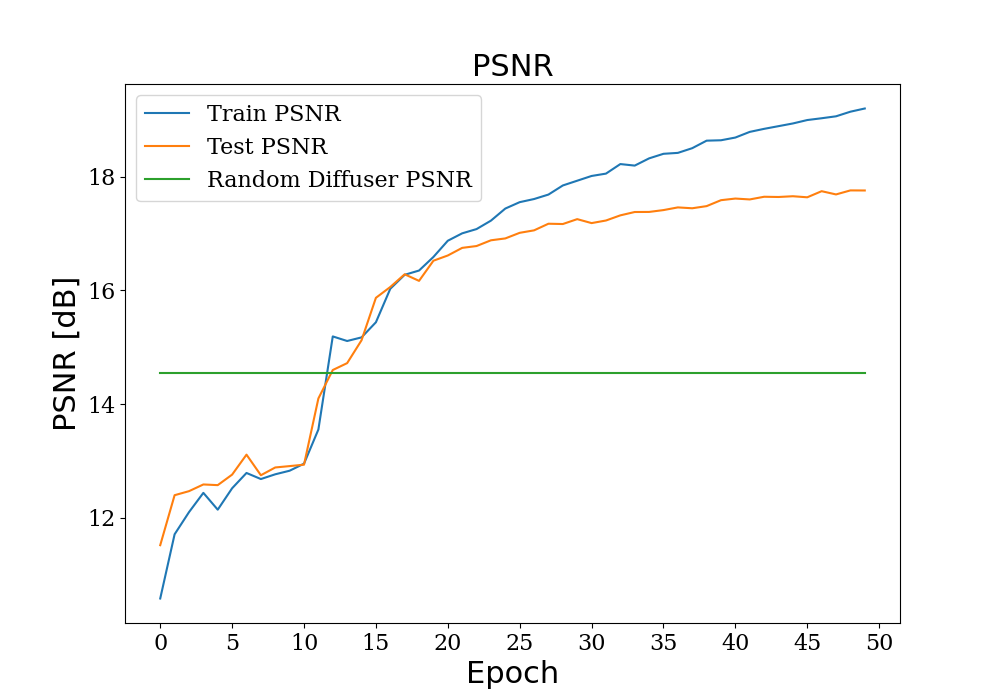 PSNR
Train PSNR
Test PSNR
Random Diffuser PSNR
PSNR [dB]
18
16
14
12
0 5 10 15 20 25 30 35 40 45 50
Epoch